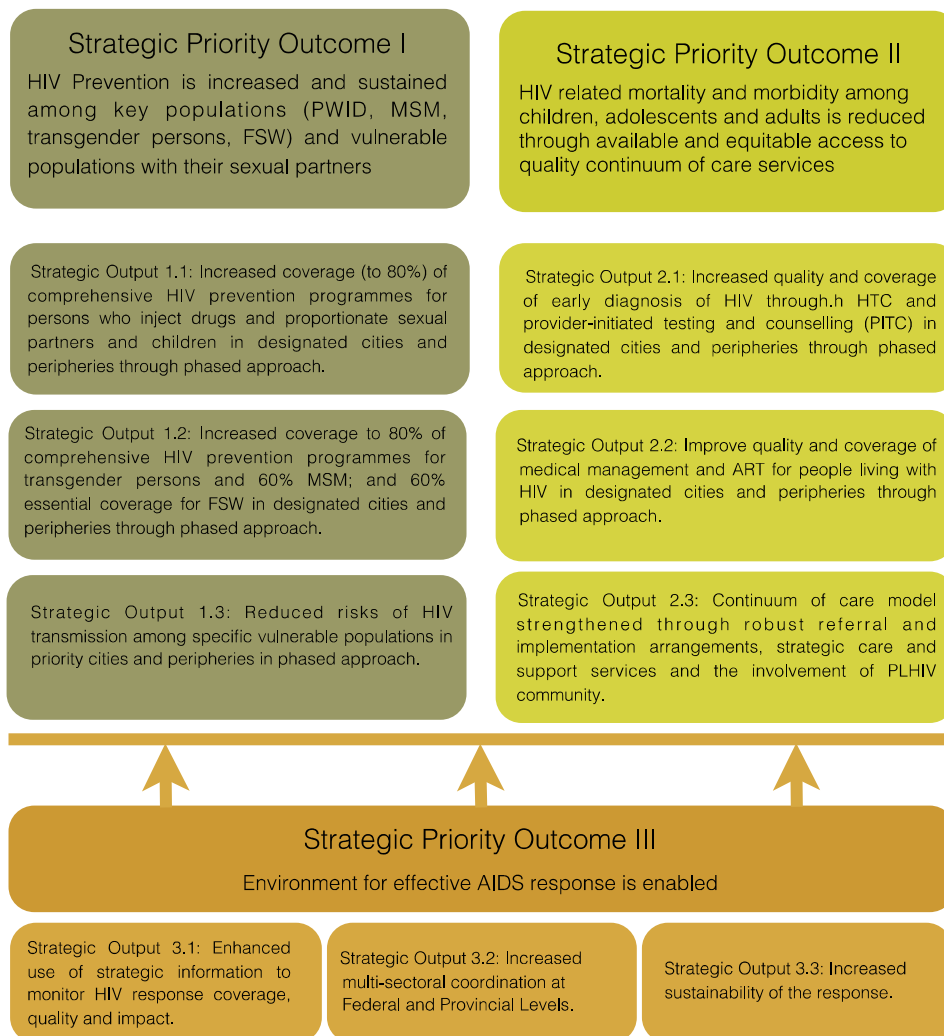 Strategic Priority Outcome I
HIV Prevention is increased and sustained
among key populations (PWID, MSM,
transgender persons, FSW) and vulnerable
populations with their sexual partners
Strategic Output 1.1: Increased coverage (to 80%) of
comprehensive HIV prevention programmes for
persons who inject drugs and proportionate sexual
partners and children in designated cities and
peripheries through phased approach.
Strategic Output 1.2: Increased coverage to 80% of
comprehensive HIV prevention programmes for
transgender persons and 60% MSM; and 60%
essential coverage for FSW in designated cities and
peripheries through phased approach.
Strategic Output 1.3: Reduced risks of HIV
transmission among specific vulnerable populations in
priority cities and peripheries in phased approach.
Strategic Priority Outcome II
HIV related mortality and morbidity among
children, adolescents and adults is reduced
through available and equitable access to
quality continuum of care services
Strategic Output 2.1: Increased quality and coverage
of early diagnosis of HIV through.h HTC and
provider-initiated testing and counselling (PITC) in
designated cities and peripheries through phased
approach.
Strategic Output 2.2: Improve quality and coverage of
medical management and ART for people living with
HIV in designated cities and peripheries through
phased approach.
Strategic Output 2.3: Continuum of care model
strengthened through robust referral and
implementation arrangements, strategic care and
support services and the involvement of PLHIV
community.
Strategic Priority Outcome III
Environment for effective AIDS response is enabled
Strategic Output 3.1: Enhanced
use of strategic information to
monitor HIV response coverage,
quality and impact.
Strategic Output 3.2: Increased
multi-sectoral coordination at
Federal and Provincial Levels.
Strategic Output 3.3: Increased
sustainability of the response.